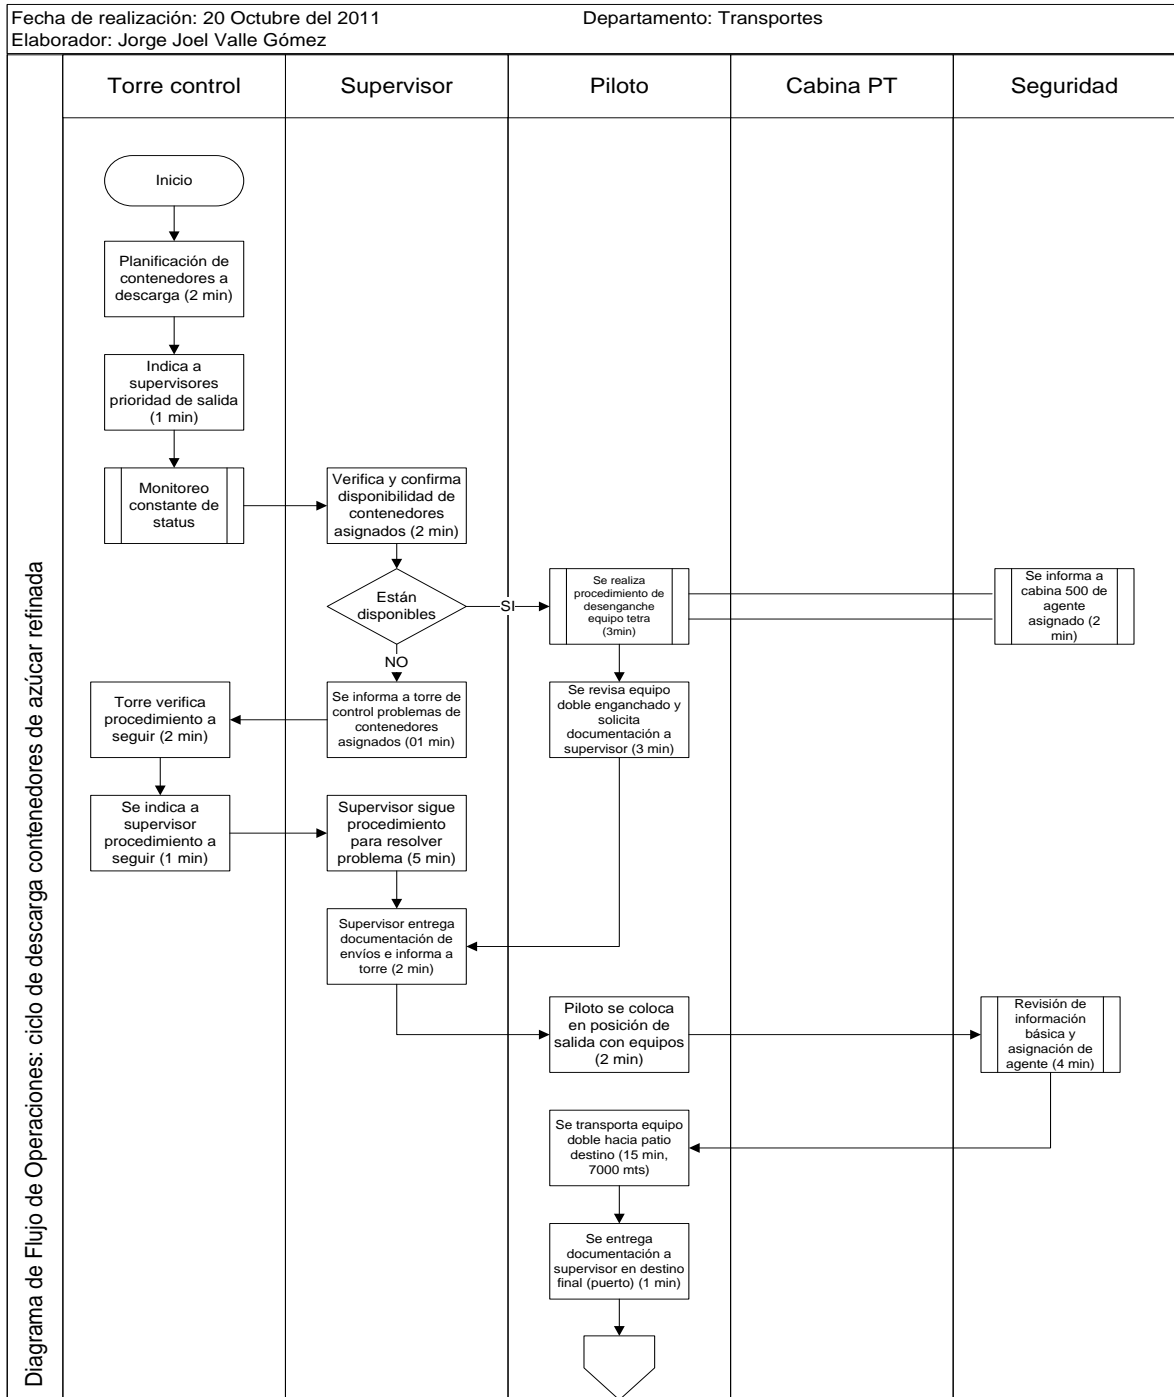 Fecha de realización: 20 Octubre del 2011
Departamento: Transportes
Elaborador: Jorge Joel Valle Gómez
Diagrama de Flujo de Operaciones: ciclo de descarga contenedores de azúcar refinada
Torre control
Supervisor
Piloto
Cabina PT
Seguridad
Inicio
Planificación de
contenedores a
descarga (2 min)
Indica a
supervisores
prioridad de salida
(1 min)
Monitoreo
constante de
status
Verifica y confirma
disponibilidad de
contenedores
asignados (2 min)
Están
disponibles
SI
NO
Se realiza
procedimiento de
desenganche
equipo tetra
(3min)
Se informa a
cabina 500 de
agente
asignado (2
min)
Torre verifica
procedimiento a
seguir (2 min)
Se informa a torre de
control problemas de
contenedores
asignados (01 min)
Se revisa equipo
doble enganchado y
solicita
documentación a
supervisor (3 min)
Se indica a
supervisor
procedimiento a
seguir (1 min)
Supervisor sigue
procedimiento
para resolver
problema (5 min)
Supervisor entrega
documentación de
envíos e informa a
torre (2 min)
Piloto se coloca
en posición de
salida con equipos
(2 min)
Revisión de
información
básica y
asignación de
agente (4 min)
Se transporta equipo
doble hacia patio
destino (15 min,
7000 mts)
Se entrega
documentación a
supervisor en destino
final (puerto) (1 min)